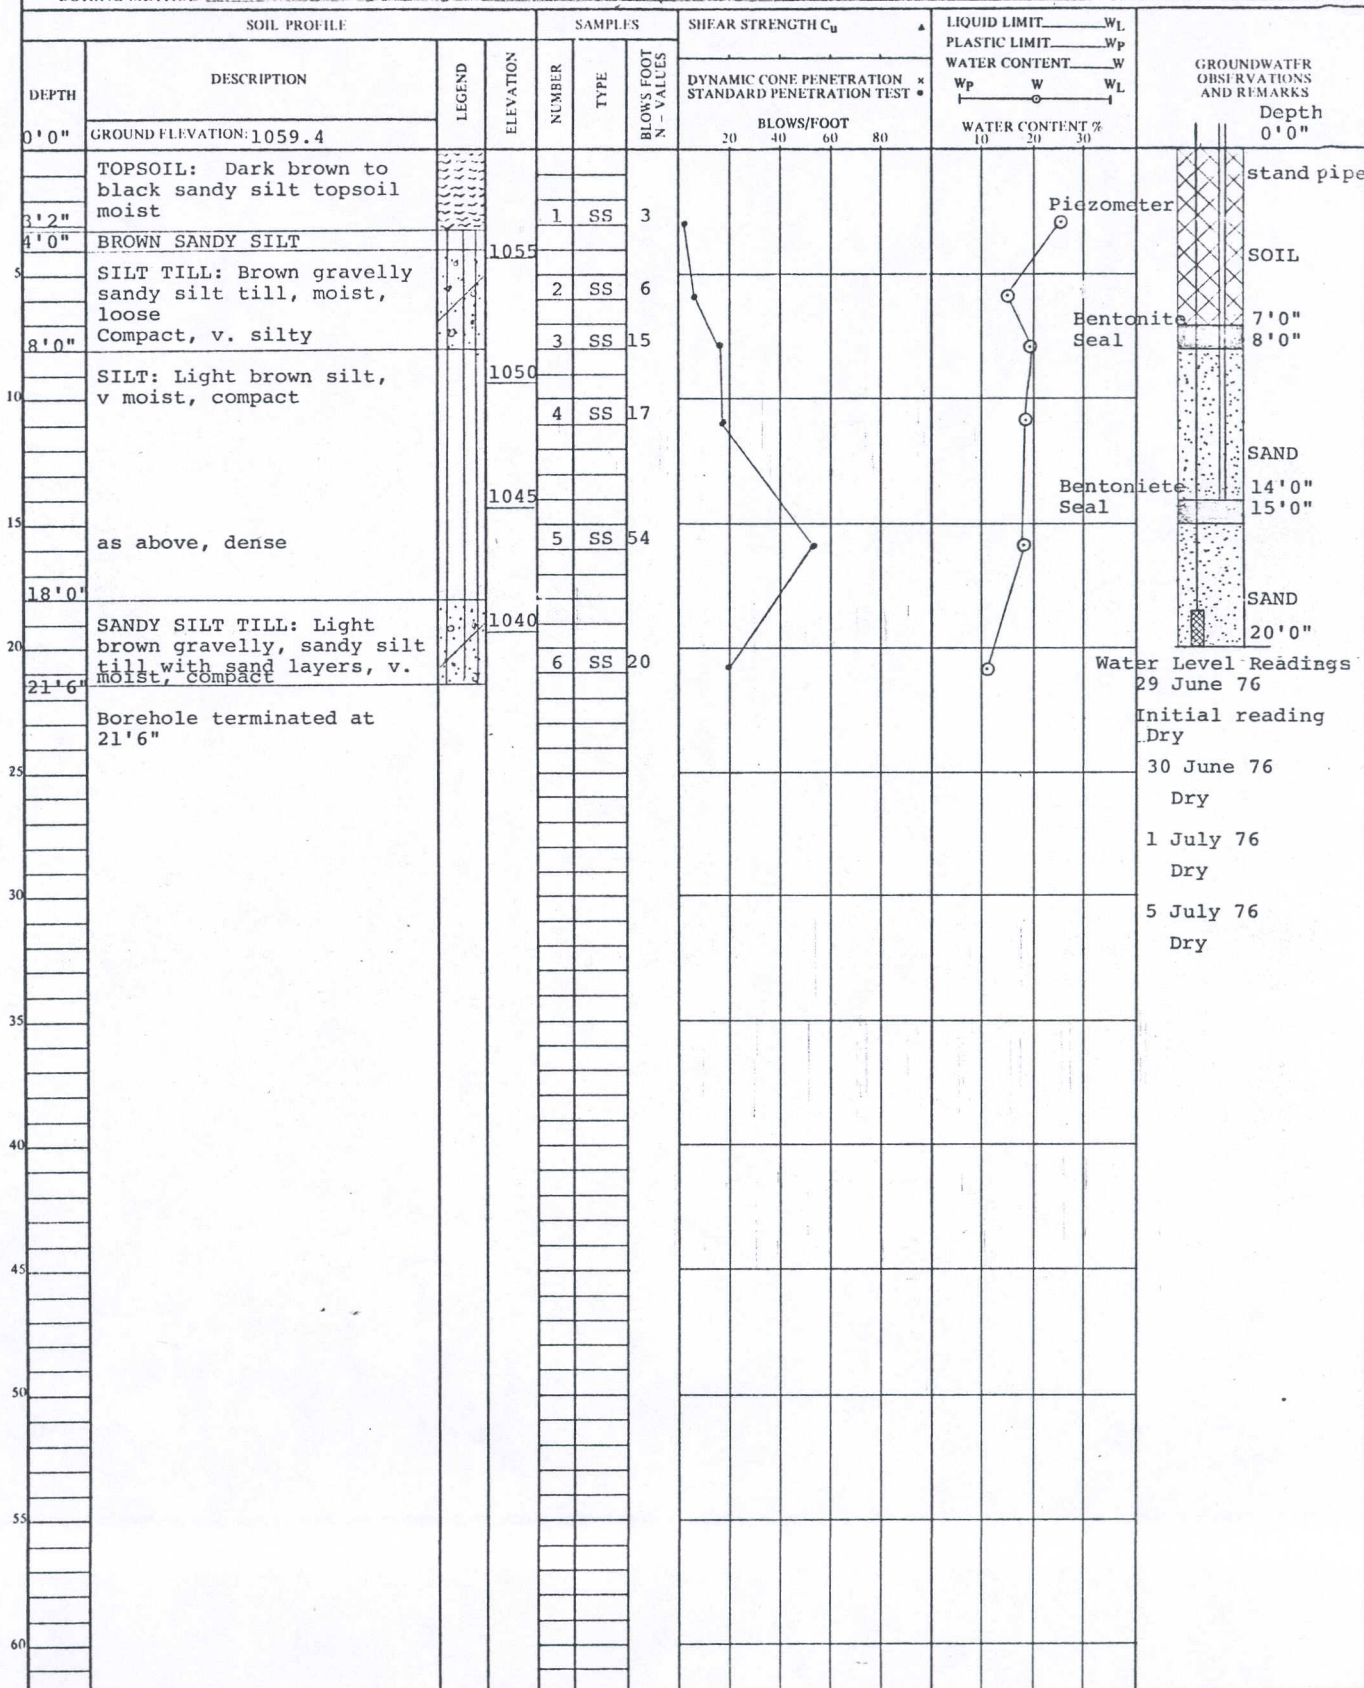 SOIL PROFILE
SAMPLES
SHEAR STRENGTH Cu ▲
LIQUID LIMIT WL
PLASTIC LIMIT WP
WATER CONTENT W
WP W WL
GROUNDWATER
OBSERVATIONS
AND REMARKS
DEPTH
DESCRIPTION
LEGEND
ELEVATION
NUMBER
TYPE
BLOWS FOOT
N - VALUES
DYNAMIC CONE PENETRATION ×
STANDARD PENETRATION TEST •
BLOWS/FOOT
20 40 60 80
WATER CONTENT %
10 20 30
Depth
0'0"
0'0" GROUND ELEVATION: 1059.4
TOPSOIL: Dark brown to
black sandy silt topsoil
moist
3'2"
1 SS 3
4'0" BROWN SANDY SILT
1055
5
SILT TILL: Brown gravelly
sandy silt till, moist,
loose
2 SS 6
Compact, v. silty
8'0"
3 SS 15
SILT: Light brown silt,
v moist, compact
1050
10
4 SS 17
1045
15
as above, dense
5 SS 54
18'0"
1040
SANDY SILT TILL: Light
brown gravelly, sandy silt
till with sand layers, v.
moist, compact
20
6 SS 20
21'6"
Borehole terminated at
21'6"
25
30
35
40
45
50
55
60
stand pipe
Piezometer
SOIL
Bentonite
Seal
7'0"
8'0"
SAND
Bentoniete
Seal
14'0"
15'0"
SAND
20'0"
Water Level Readings
29 June 76
Initial reading
Dry
30 June 76
Dry
1 July 76
Dry
5 July 76
Dry